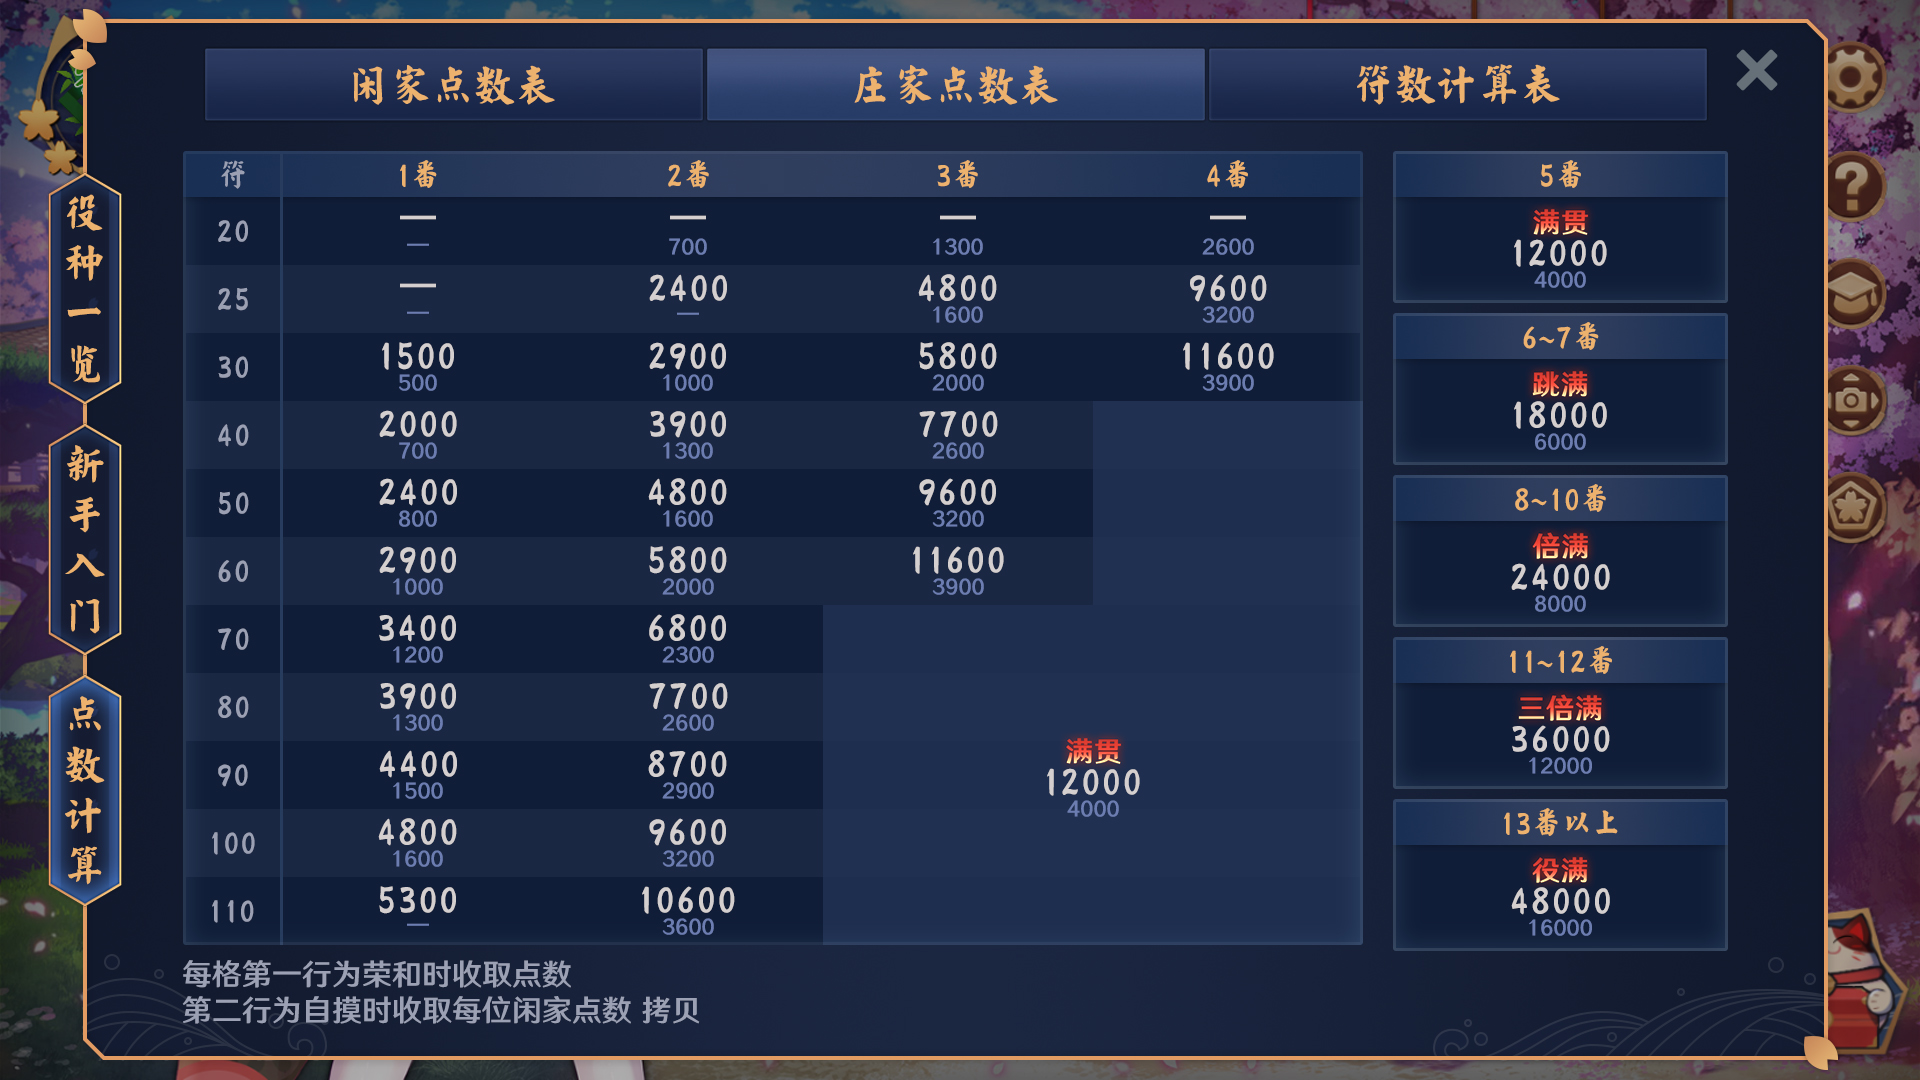 闲家点数表 庄家点数表 符数计算表
役种一览
新手入门
点数计算
符 1番 2番 3番 4番
20 — — — —
— 700 1300 2600
25 — 2400 4800 9600
— — 1600 3200
30 1500 2900 5800 11600
500 1000 2000 3900
40 2000 3900 7700
700 1300 2600
50 2400 4800 9600
800 1600 3200
60 2900 5800 11600
1000 2000 3900
70 3400 6800
1200 2300
80 3900 7700
1300 2600
90 4400 8700
1500 2900
100 4800 9600
1600 3200
110 5300 10600
— 3600
满贯
12000
4000
5番
满贯
12000
4000
6~7番
跳满
18000
6000
8~10番
倍满
24000
8000
11~12番
三倍满
36000
12000
13番以上
役满
48000
16000
每格第一行为荣和时收取点数
第二行为自摸时收取每位闲家点数 拷贝